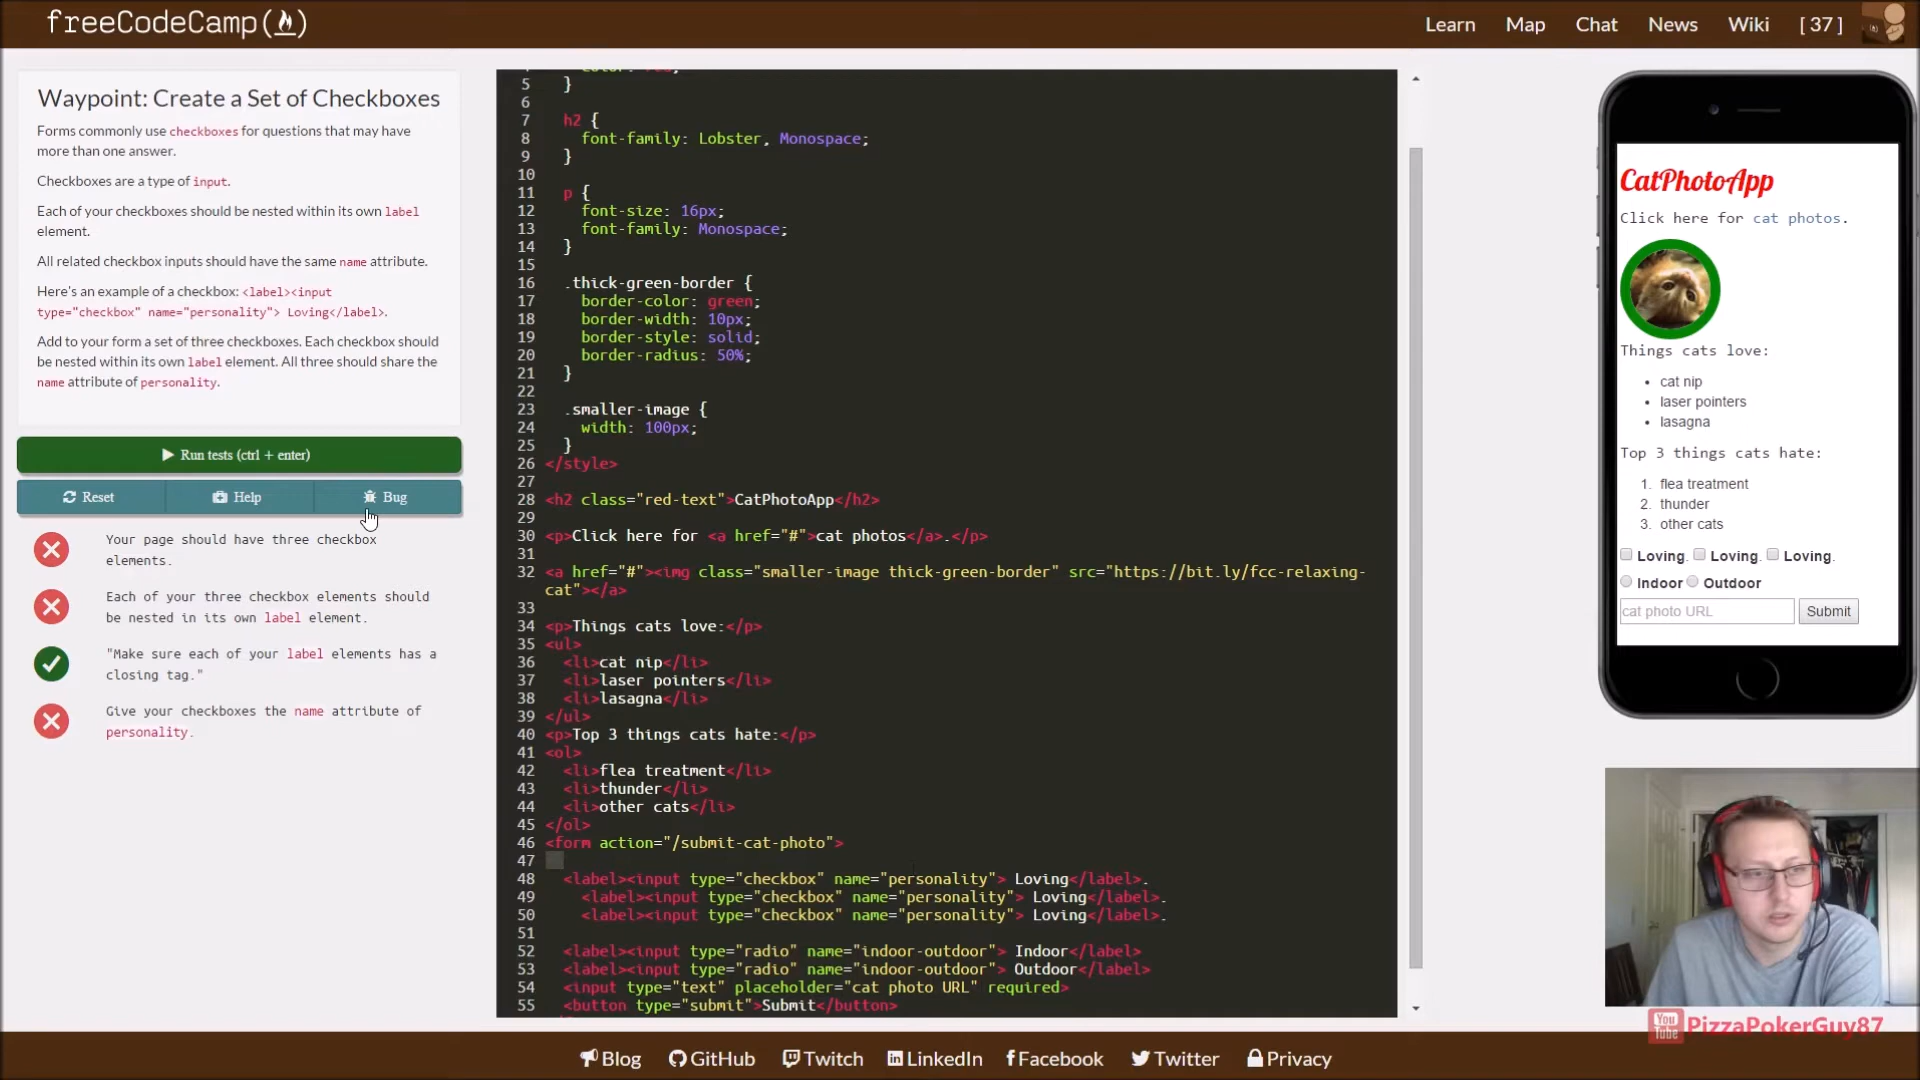 freeCodeCamp
Learn Map Chat News Wiki [ 37 ]
Waypoint: Create a Set of Checkboxes
Forms commonly use checkboxes for questions that may have
more than one answer.
Checkboxes are a type of input.
Each of your checkboxes should be nested within its own label
element.
All related checkbox inputs should have the same name attribute.
Here's an example of a checkbox: <label><input
type="checkbox" name="personality"> Loving</label>.
Add to your form a set of three checkboxes. Each checkbox should
be nested within its own label element. All three should share the
name attribute of personality.
Run tests (ctrl + enter)
Reset Help Bug
Your page should have three checkbox
elements.
Each of your three checkbox elements should
be nested in its own label element.
"Make sure each of your label elements has a
closing tag."
Give your checkboxes the name attribute of
personality.
5 }
6
7 h2 {
8 font-family: Lobster, Monospace;
9 }
10
11 p {
12 font-size: 16px;
13 font-family: Monospace;
14 }
15
16 .thick-green-border {
17 border-color: green;
18 border-width: 10px;
19 border-style: solid;
20 border-radius: 50%;
21 }
22
23 .smaller-image {
24 width: 100px;
25 }
26 </style>
27
28 <h2 class="red-text">CatPhotoApp</h2>
29
30 <p>Click here for <a href="#">cat photos</a>.</p>
31
32 <a href="#"><img class="smaller-image thick-green-border" src="https://bit.ly/fcc-relaxing-
cat"></a>
33
34 <p>Things cats love:</p>
35 <ul>
36 <li>cat nip</li>
37 <li>laser pointers</li>
38 <li>lasagna</li>
39 </ul>
40 <p>Top 3 things cats hate:</p>
41 <ol>
42 <li>flea treatment</li>
43 <li>thunder</li>
44 <li>other cats</li>
45 </ol>
46 <form action="/submit-cat-photo">
47
48 <label><input type="checkbox" name="personality"> Loving</label>.
49 <label><input type="checkbox" name="personality"> Loving</label>.
50 <label><input type="checkbox" name="personality"> Loving</label>.
51
52 <label><input type="radio" name="indoor-outdoor"> Indoor</label>
53 <label><input type="radio" name="indoor-outdoor"> Outdoor</label>
54 <input type="text" placeholder="cat photo URL" required>
55 <button type="submit">Submit</button>
CatPhotoApp
Click here for cat photos.
Things cats love:
• cat nip
• laser pointers
• lasagna
Top 3 things cats hate:
1. flea treatment
2. thunder
3. other cats
Loving. Loving. Loving.
Indoor Outdoor
cat photo URL Submit
You Tube PizzaPokerGuy87
Blog GitHub Twitch LinkedIn Facebook Twitter Privacy